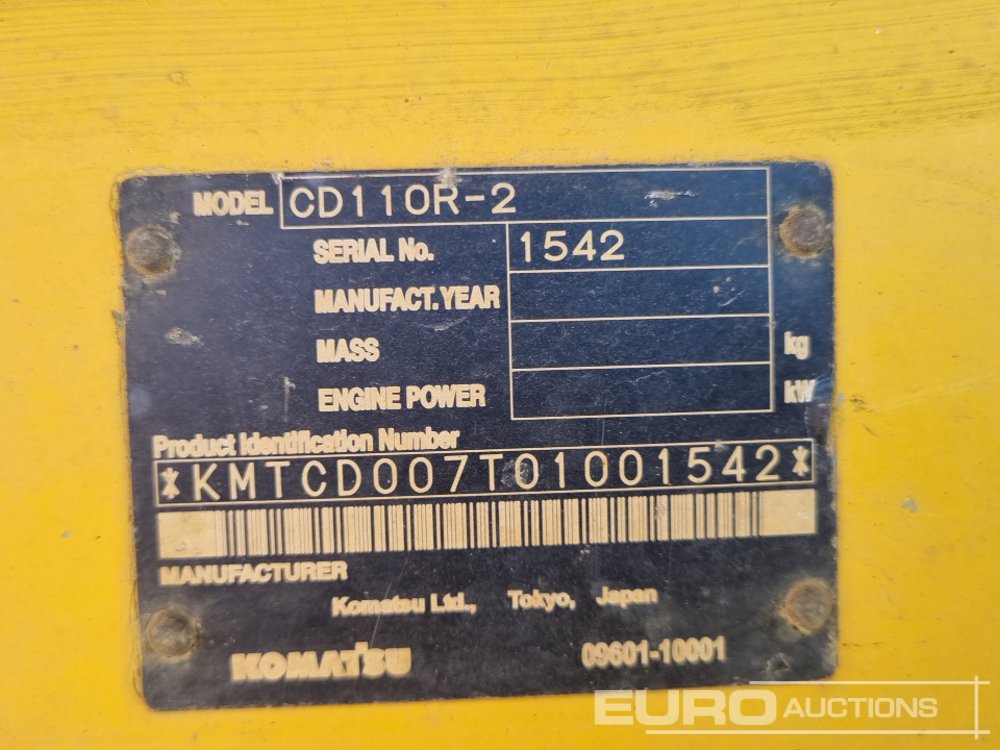 MODEL CD110R-2
SERIAL No. 1542
MANUFACT. YEAR
MASS kg
ENGINE POWER kW
Product Identification Number
*KMTCD007T01001542*
MANUFACTURER
Komatsu Ltd., Tokyo, Japan
KOMATSU 09601-10001
EURO AUCTIONS